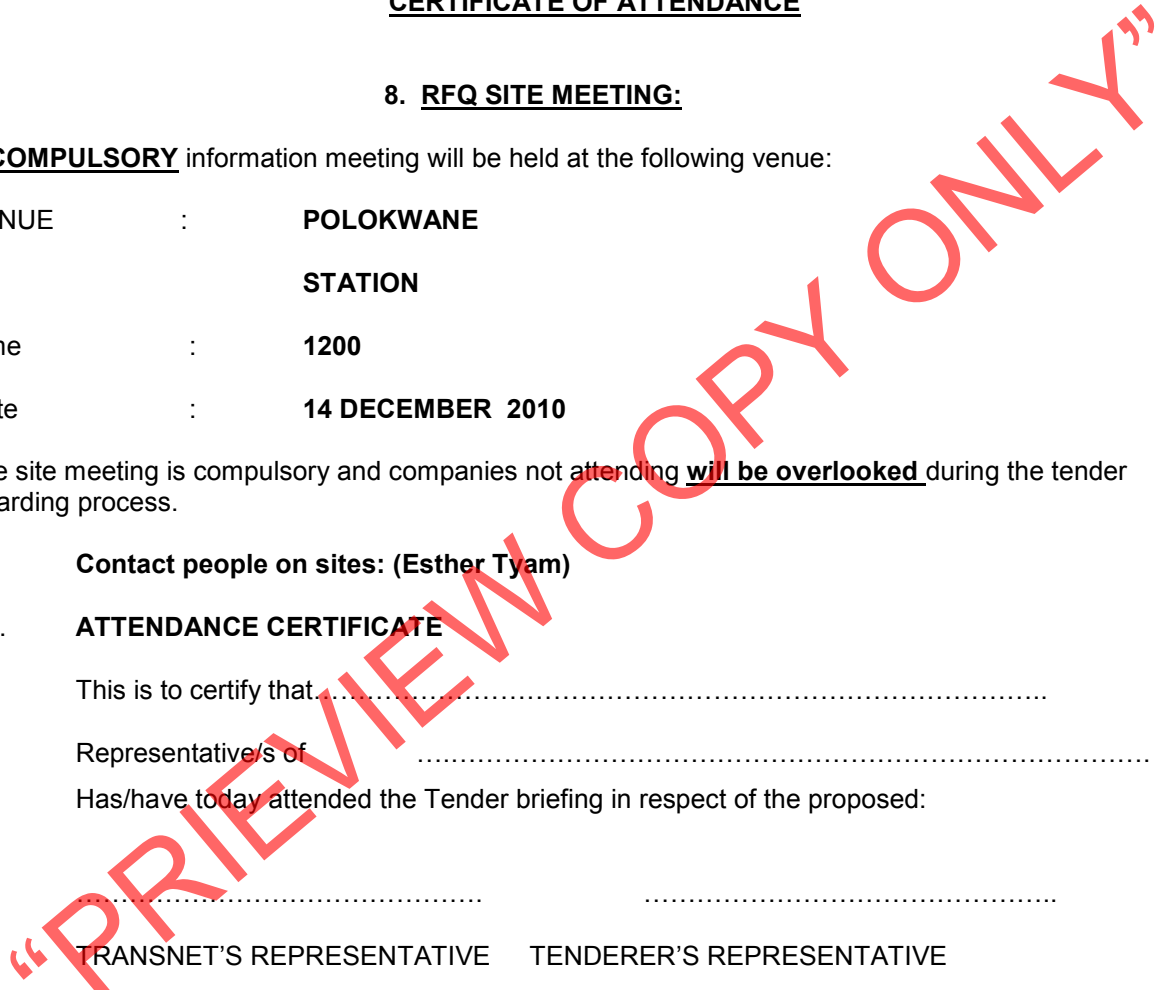 CERTIFICATE OF ATTENDANCE
8. RFQ SITE MEETING:
COMPULSORY information meeting will be held at the following venue:
NUE : POLOKWANE
STATION
ne : 1200
te : 14 DECEMBER 2010
e site meeting is compulsory and companies not attending will be overlooked during the tender
arding process.
Contact people on sites: (Esther Tyam)
. ATTENDANCE CERTIFICATE
This is to certify that…………………………………………………………………………..
Representative/s of ….……………………………………………………………………….
Has/have today attended the Tender briefing in respect of the proposed:
………………………………………. ………………………………………..
TRANSNET'S REPRESENTATIVE TENDERER'S REPRESENTATIVE
“PRIEVIEW COPY ONLY”